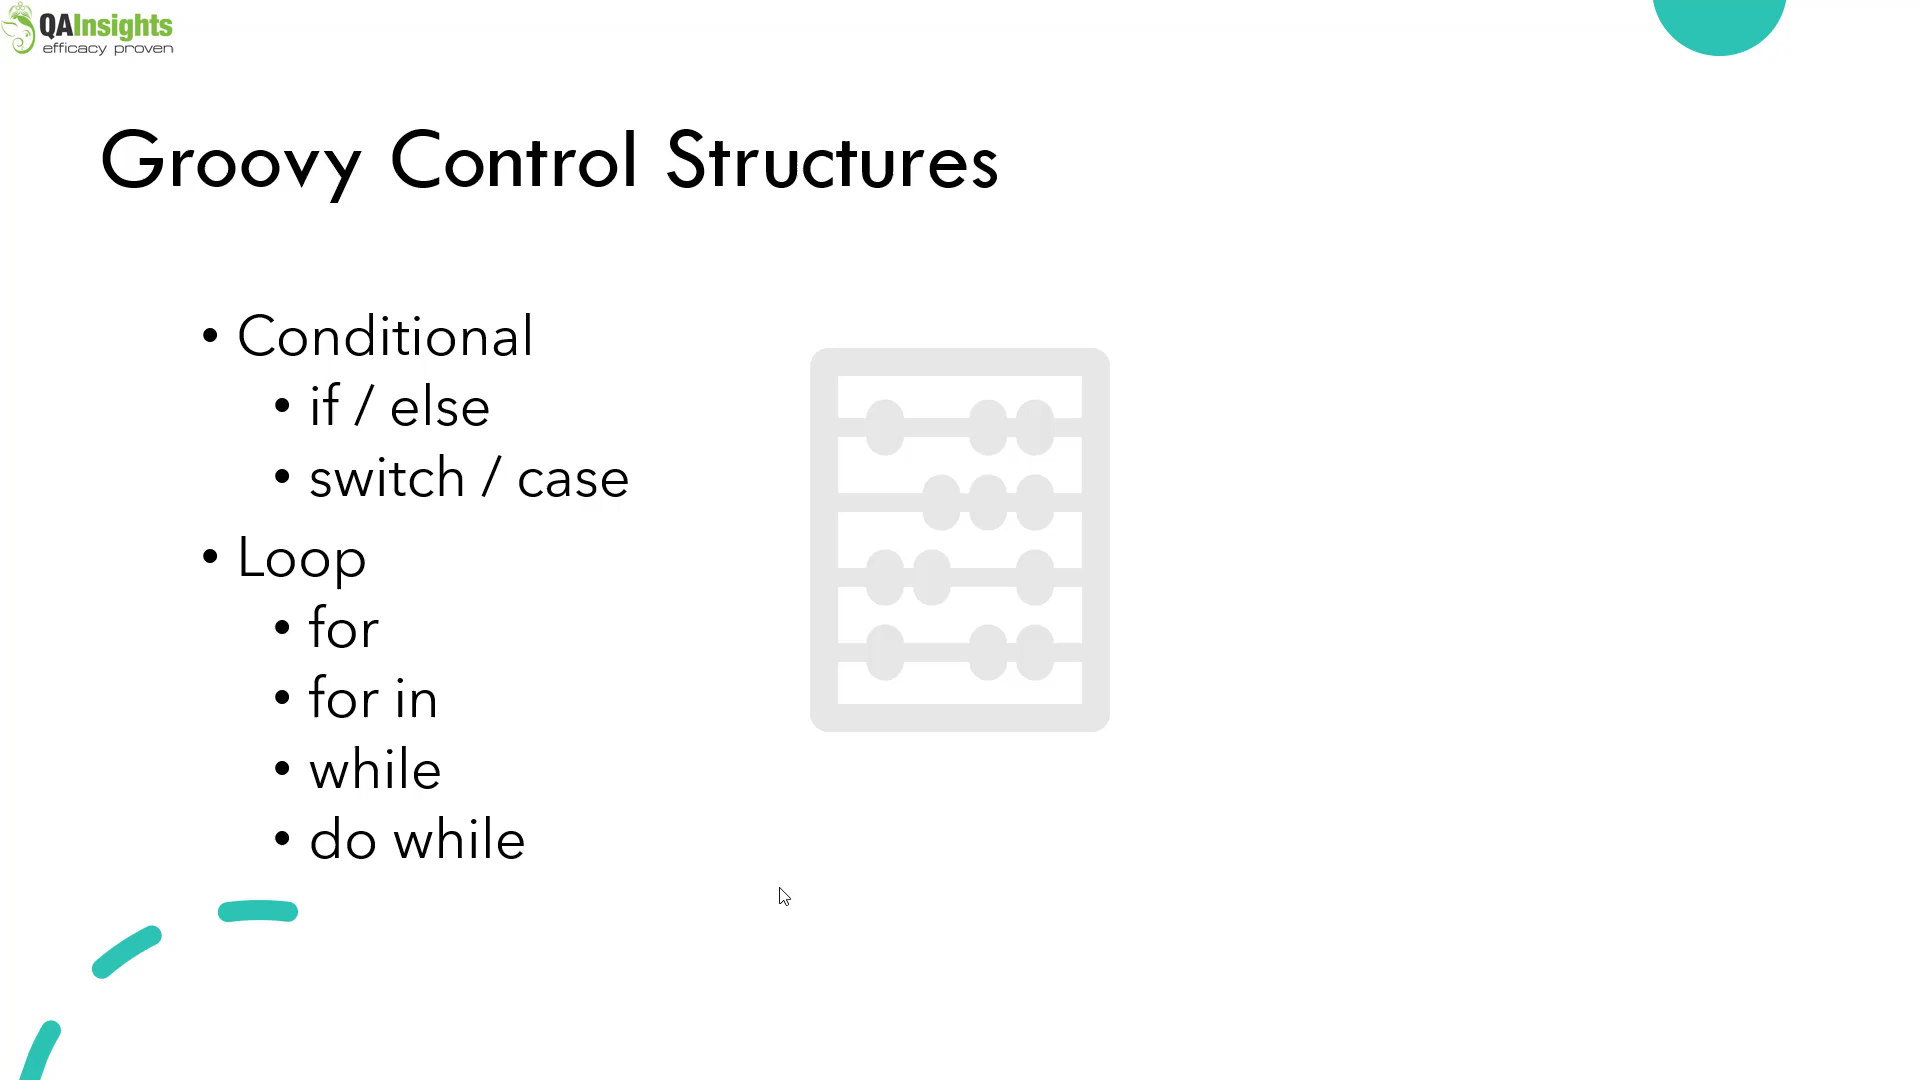 QAInsights
efficacy proven
Groovy Control Structures
• Conditional
• if / else
• switch / case
• Loop
• for
• for in
• while
• do while